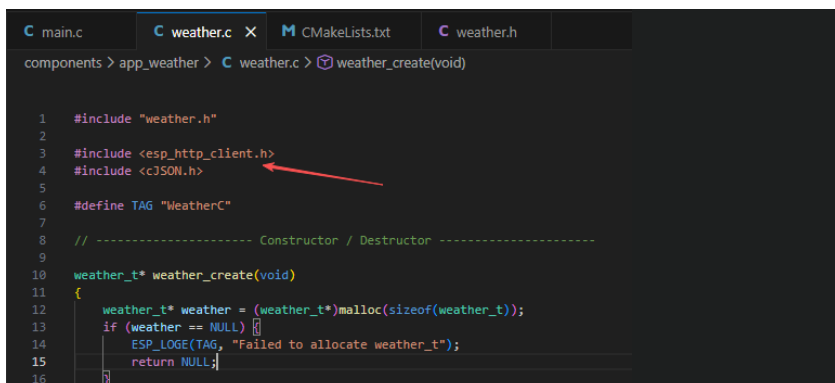 C main.c
C weather.c X
M CMakeLists.txt
C weather.h
components > app_weather > C weather.c > weather_create(void)
1 #include "weather.h"
2
3 #include <esp_http_client.h>
4 #include <cJSON.h>
5
6 #define TAG "WeatherC"
7
8 // ---------------------- Constructor / Destructor ----------------------
9
10 weather_t* weather_create(void)
11 {
12 weather_t* weather = (weather_t*)malloc(sizeof(weather_t));
13 if (weather == NULL) {
14 ESP_LOGE(TAG, "Failed to allocate weather_t");
15 return NULL;
16 }